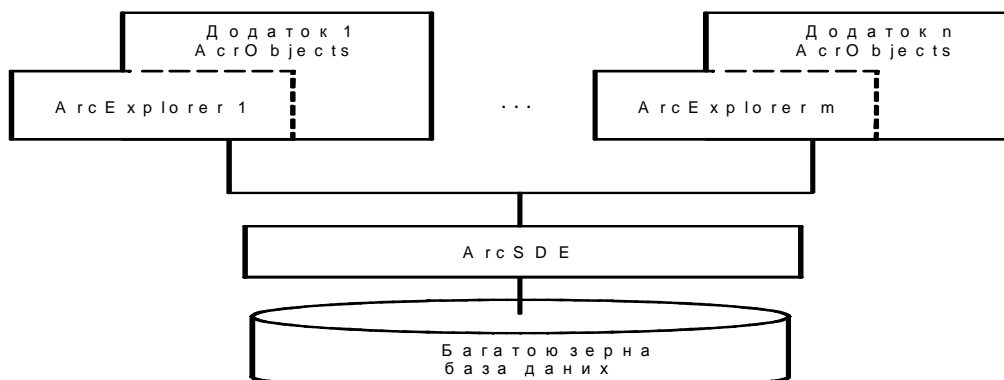 Додаток 1
AcrObjects
ArcExplorer 1
...
Додаток n
AcrObjects
ArcExplorer m
ArcSDE
Багатоюзерна
база даних